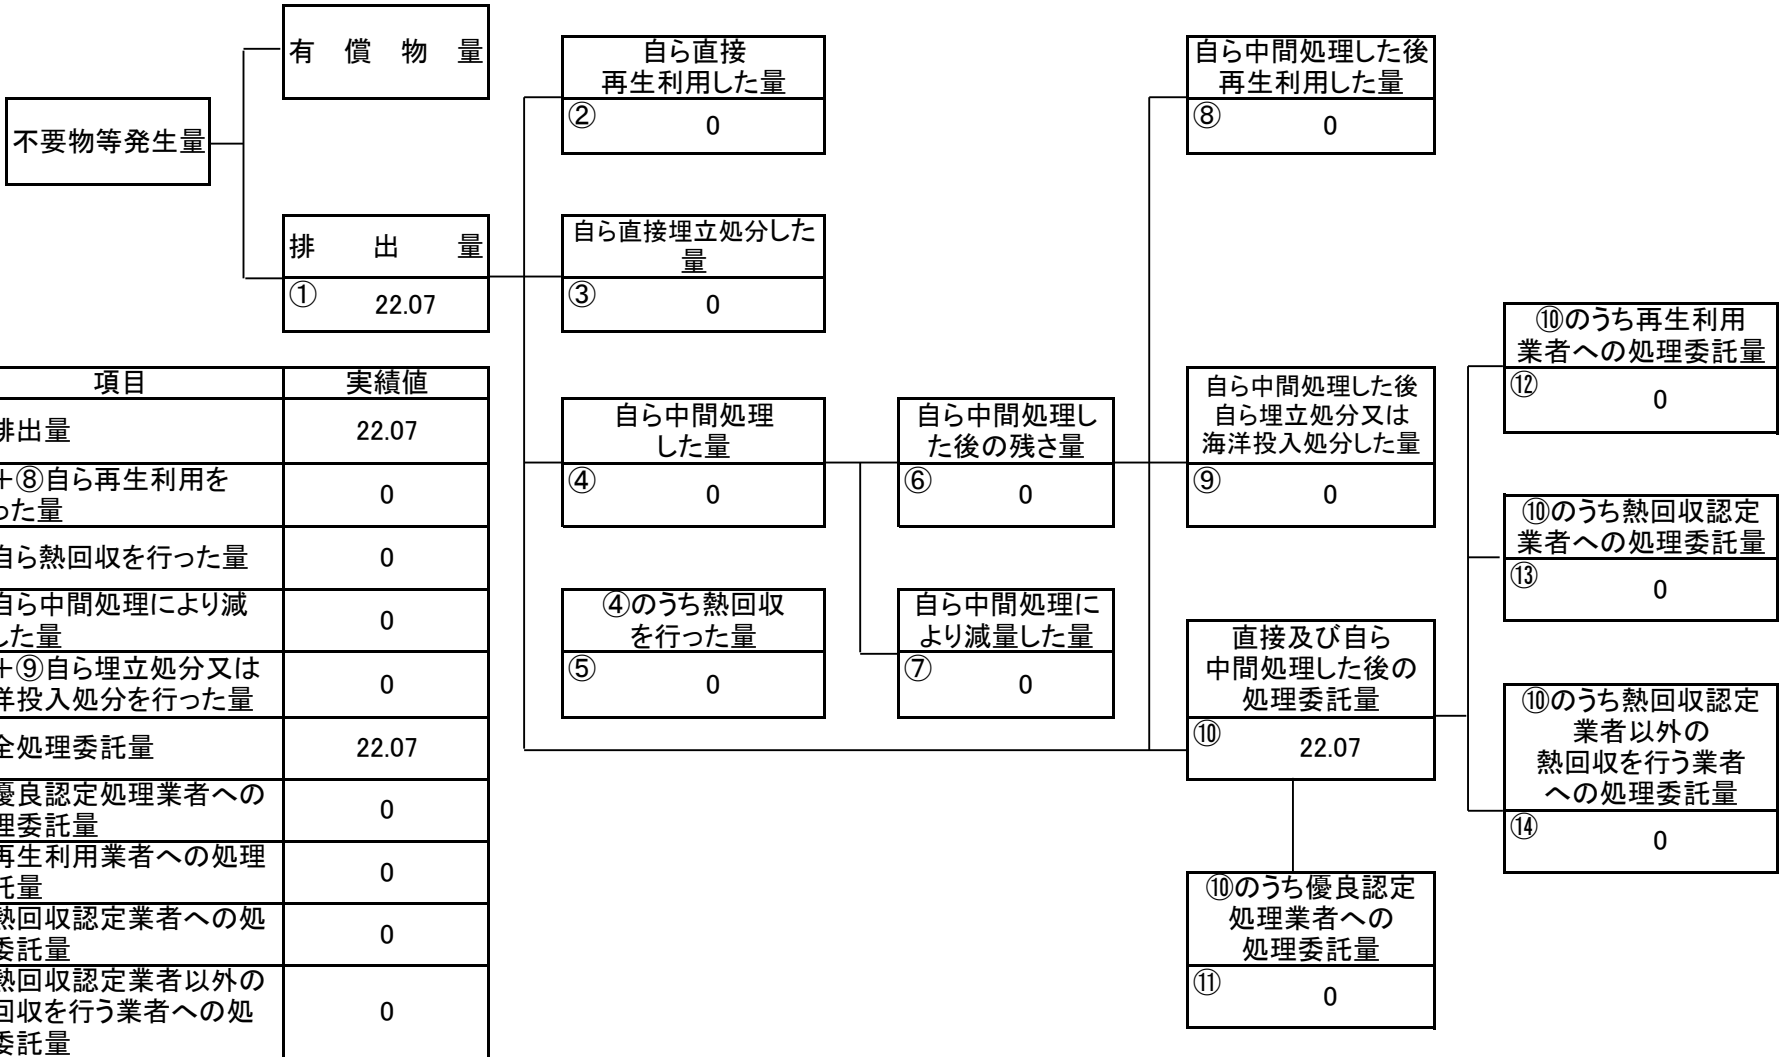 有償物量
不要物等発生量
排出量
① 22.07
自ら直接
再生利用した量
② 0
自ら直接埋立処分した
量
③ 0
自ら中間処理
した量
④ 0
④のうち熱回収
を行った量
⑤ 0
自ら中間処理し
た後の残さ量
⑥ 0
自ら中間処理に
より減量した量
⑦ 0
自ら中間処理した後
再生利用した量
⑧ 0
自ら中間処理した後
自ら埋立処分又は
海洋投入処分した量
⑨ 0
直接及び自ら
中間処理した後の
処理委託量
⑩ 22.07
⑩のうち優良認定
処理業者への
処理委託量
⑪ 0
⑩のうち再生利用
業者への処理委託量
⑫ 0
⑩のうち熱回収認定
業者への処理委託量
⑬ 0
⑩のうち熱回収認定
業者以外の
熱回収を行う業者
への処理委託量
⑭ 0
項目 実績値
排出量 22.07
+⑧自ら再生利用を
った量 0
自ら熱回収を行った量 0
自ら中間処理により減
した量 0
+⑨自ら埋立処分又は
洋投入処分を行った量 0
全処理委託量 22.07
優良認定処理業者への
理委託量 0
再生利用業者への処理
託量 0
熱回収認定業者への処
委託量 0
熱回収認定業者以外の
回収を行う業者への処
委託量 0